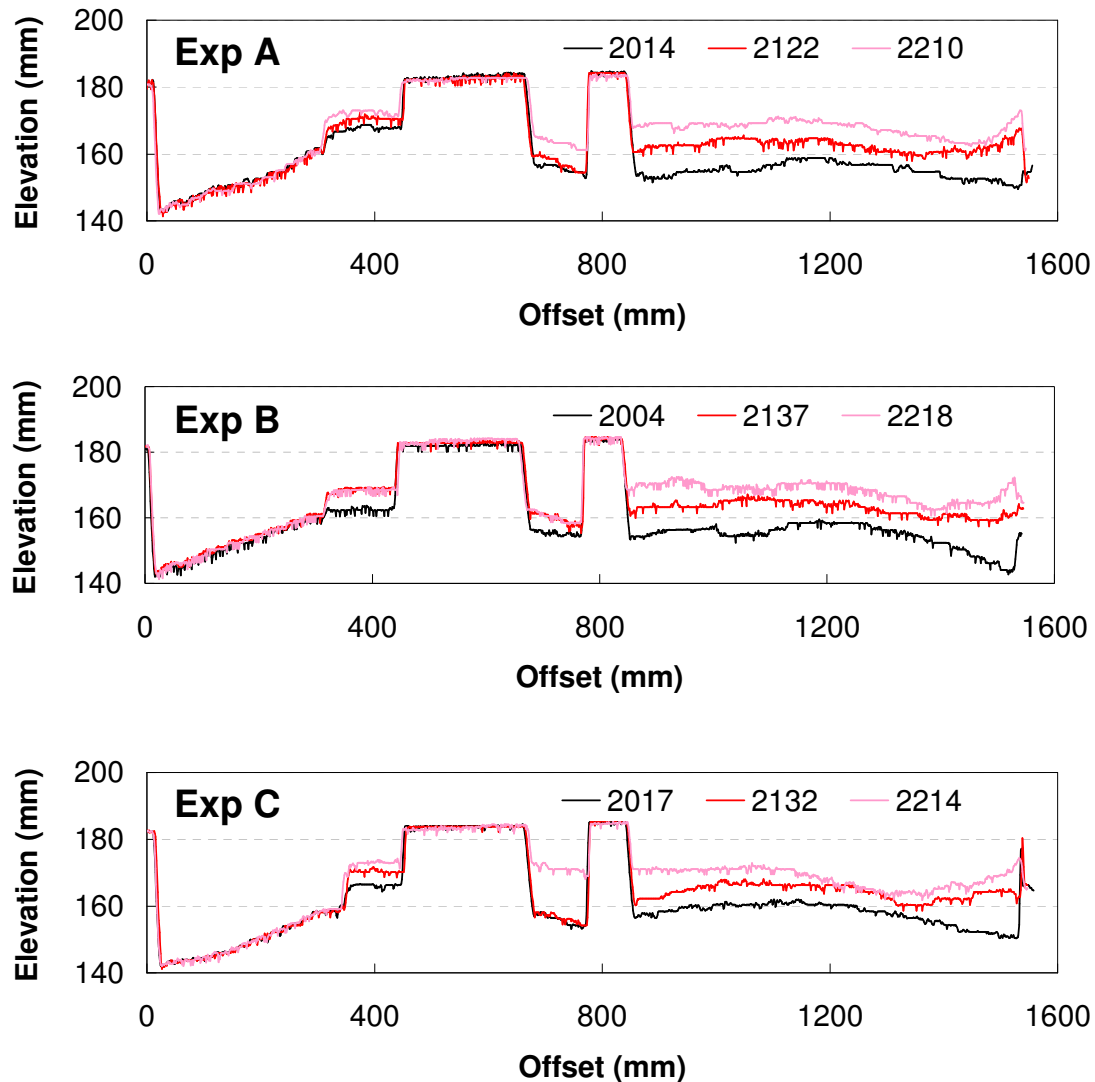 Exp A
2014 2122 2210
Elevation (mm)
200
180
160
140
0 400 800 1200 1600
Offset (mm)
Exp B
2004 2137 2218
Elevation (mm)
200
180
160
140
0 400 800 1200 1600
Offset (mm)
Exp C
2017 2132 2214
Elevation (mm)
200
180
160
140
0 400 800 1200 1600
Offset (mm)